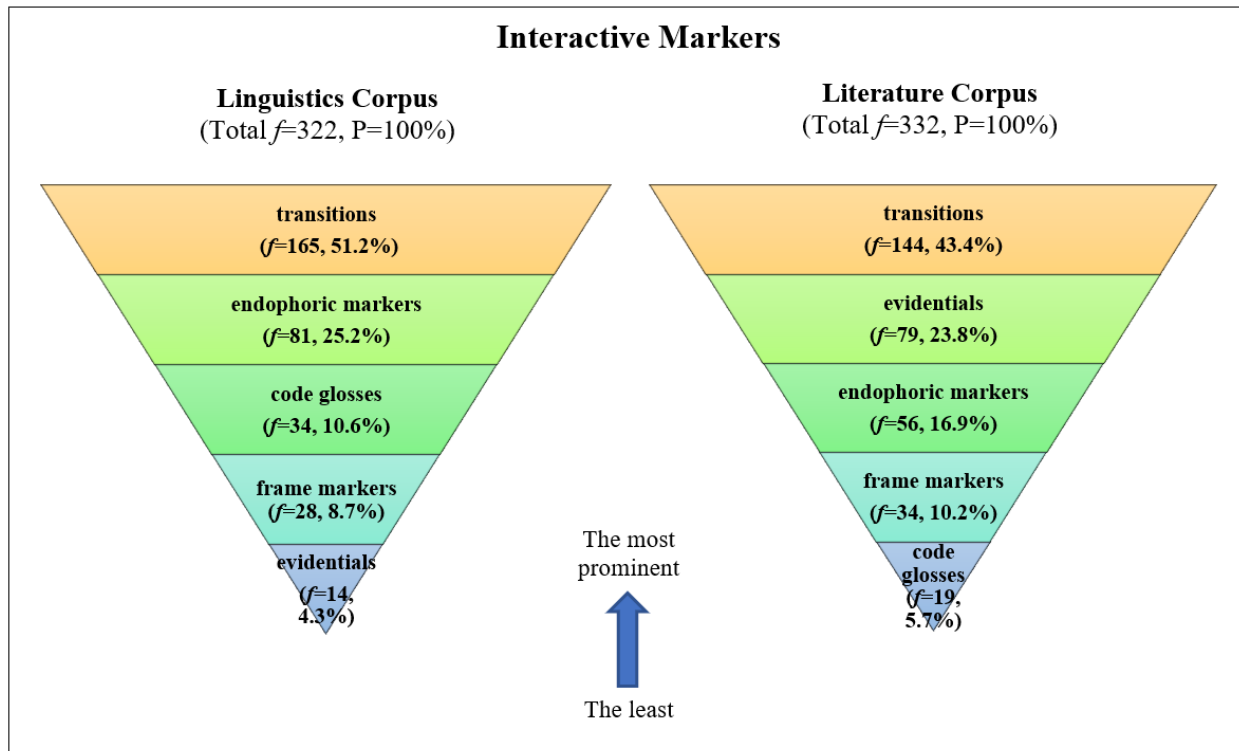 Interactive Markers
Linguistics Corpus
(Total f=322, P=100%)
transitions
(f=165, 51.2%)
endophoric markers
(f=81, 25.2%)
code glosses
(f=34, 10.6%)
frame markers
(f=28, 8.7%)
evidentials
(f=14,
4.3%)
Literature Corpus
(Total f=332, P=100%)
transitions
(f=144, 43.4%)
evidentials
(f=79, 23.8%)
endophoric markers
(f=56, 16.9%)
frame markers
(f=34, 10.2%)
code
glosses
(f=19,
5.7%)
The most
prominent
The least